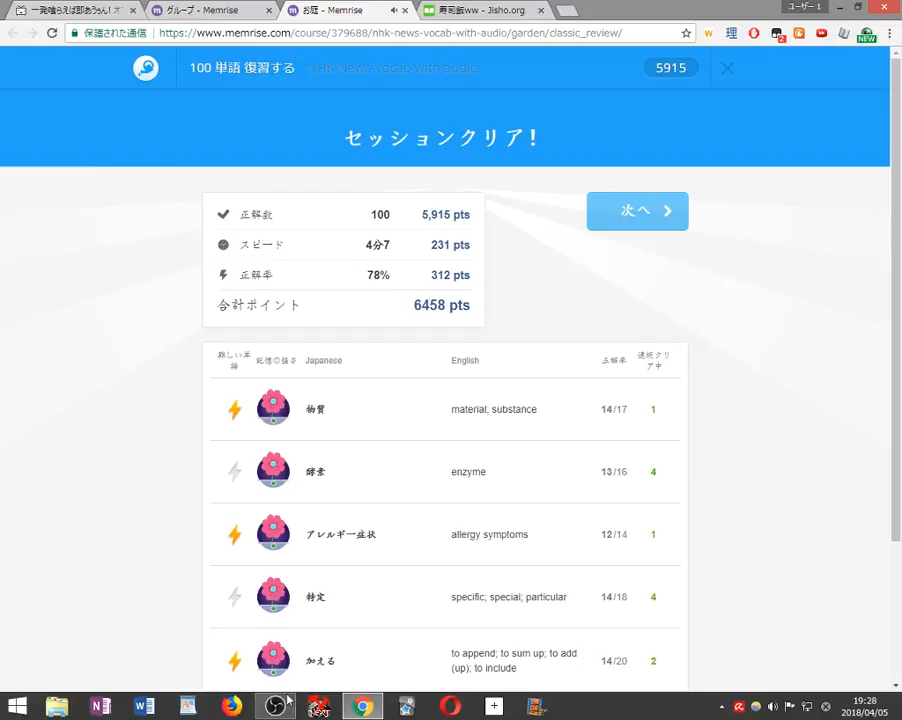 一発喰らえば即あうぅん! オ
グループ - Memrise
お庭 - Memrise
寿司飯ww - Jisho.org
ユーザー 1
保護された通信
https://www.memrise.com/course/379688/nhk-news-vocab-with-audio/garden/classic_review/
2
NEW
100 単語 復習する
NHK News Vocab with audio
5915
セッションクリア!
正解数 100 5,915 pts
スピード 4分7 231 pts
正解率 78% 312 pts
合計ポイント 6458 pts
次へ
難しい単語 記憶の強さ Japanese English 正解率 連続クリア中
物質 material, substance 14/17 1
酵素 enzyme 13/16 4
アレルギー症状 allergy symptoms 12/14 1
特定 specific; special; particular 14/18 4
加える to append; to sum up; to add
(up); to include 14/20 2
19:28
2018/04/05